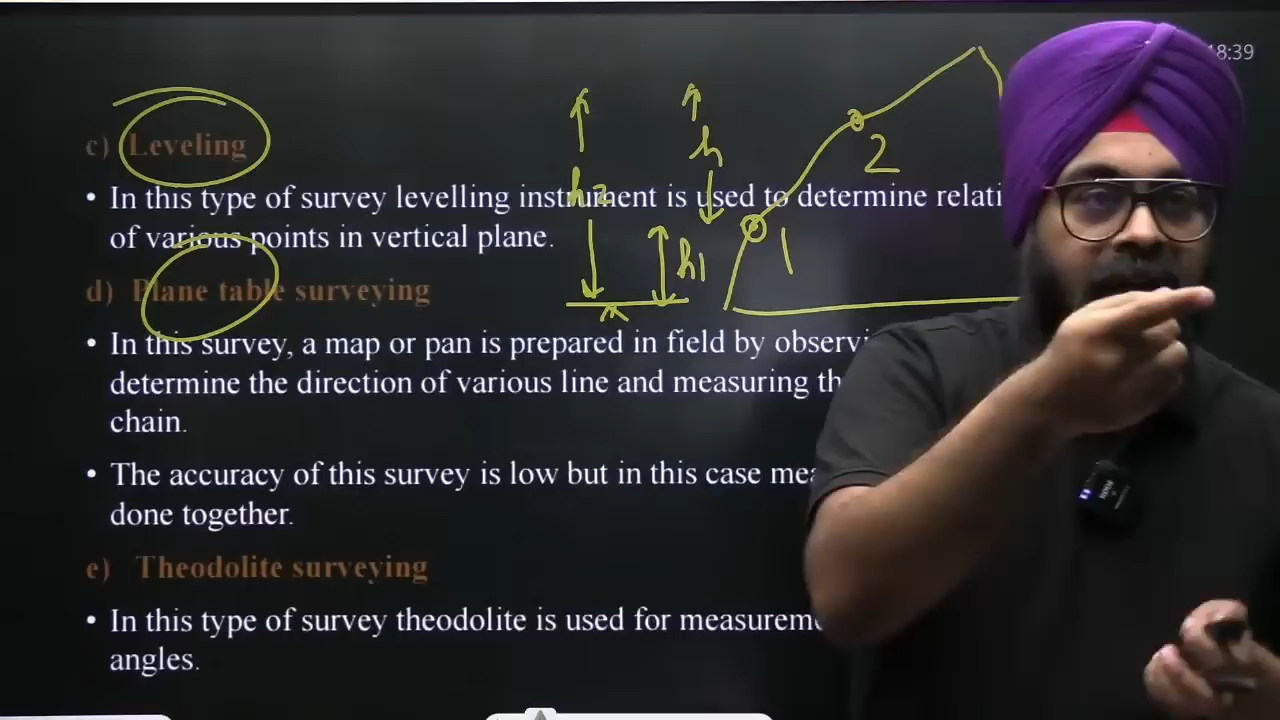 18:39
c) Leveling
• In this type of survey levelling instrument is used to determine relati
of various points in vertical plane.
d) Plane table surveying
• In this survey, a map or pan is prepared in field by observi
determine the direction of various line and measuring th
chain.
• The accuracy of this survey is low but in this case mea
done together.
e) Theodolite surveying
• In this type of survey theodolite is used for measureme
angles.
h2
h
h1
1
2